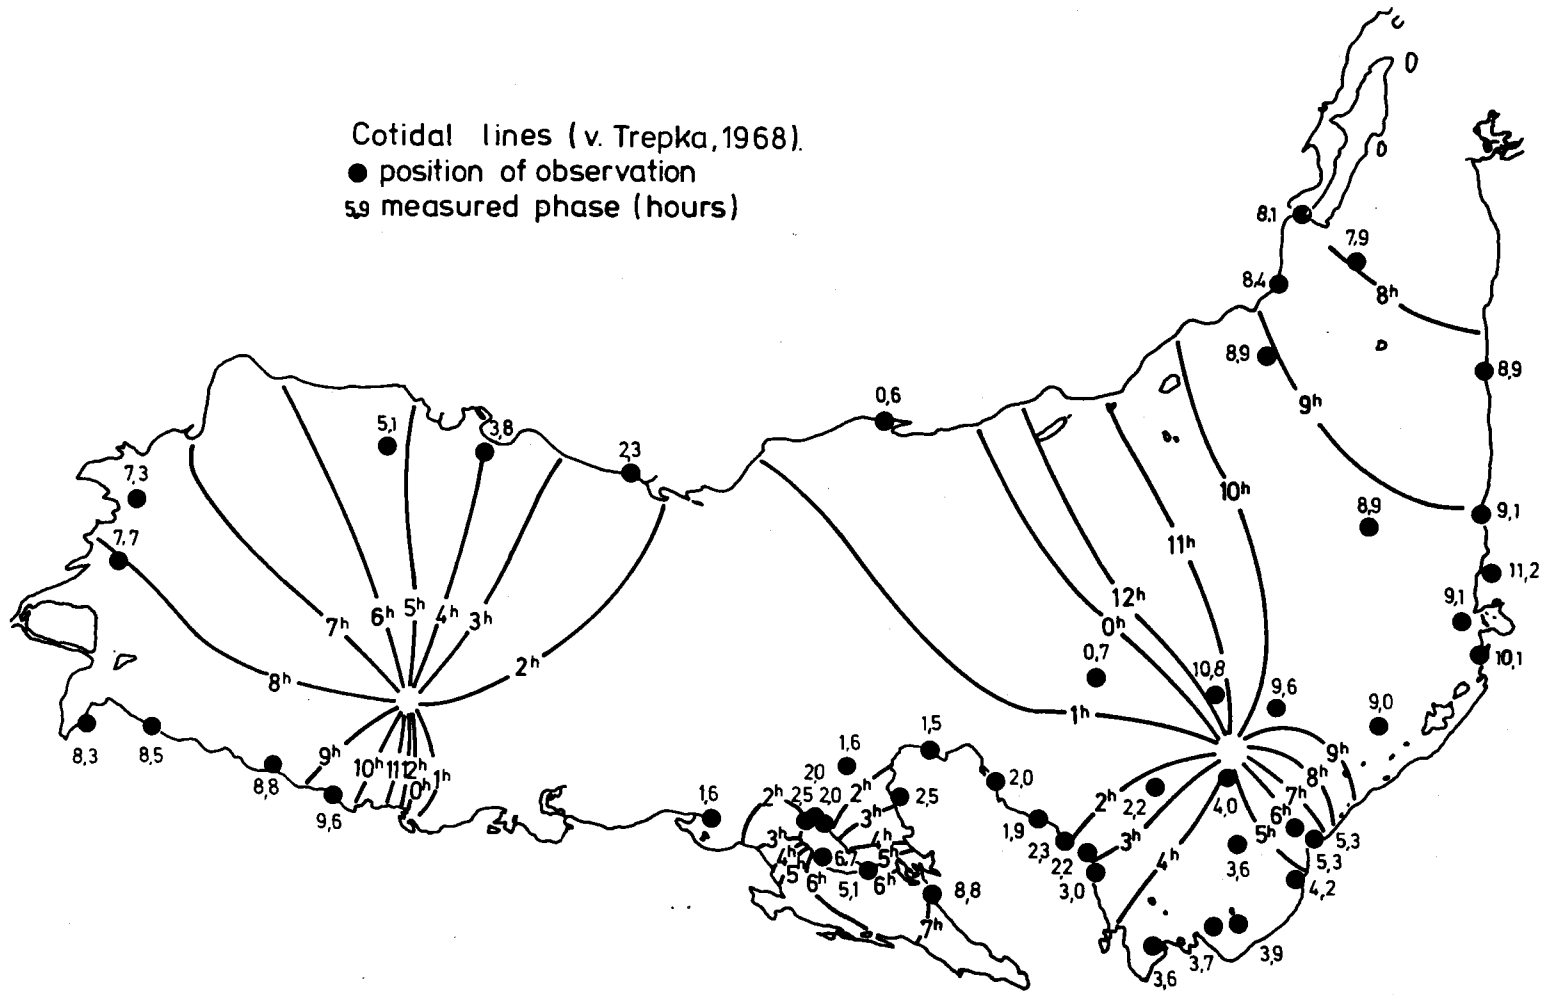 Cotidal lines (v. Trepka, 1968).
● position of observation
5,9 measured phase (hours)
8,1
7,9
8,4
8h
8,9
8,9
9h
0,6
5,1
3,8
2,3
7,3
10h
8,9
9,1
7,7
11h
11,2
12h
9,1
7h
6h
5h
4h
3h
0h
0,7
10,8
10,1
2h
8h
9,6
9,0
1h
8,3
8,5
9h
1,5
9h
8,8
10h
11
12h
1h
0h
9,6
1,6
2,0
2,0
8h
7h
1,6
2h
2,5
2,0
2h
2,5
2h
2,2
4,0
6h
3h
3h
1,9
5h
5,3
4h
4h
2,3
3h
5,3
5
6,7
5h
2,2
4h
3,6
6h
5,1
6h
3,0
4,2
8,8
7h
3,6
3,7
3,9